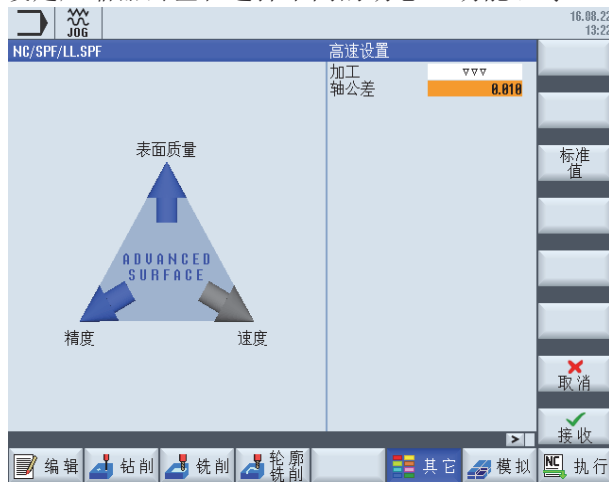 JOG
16.08.22
13:22
NC/SPF/LL.SPF
高速设置
加工 ▽▽▽
轴公差 0.010
标准值
表面质量
ADVANCED
SURFACE
精度
速度
取消
接收
编辑
钻削
铣削
轮廓铣削
其它
模拟
NC
执行